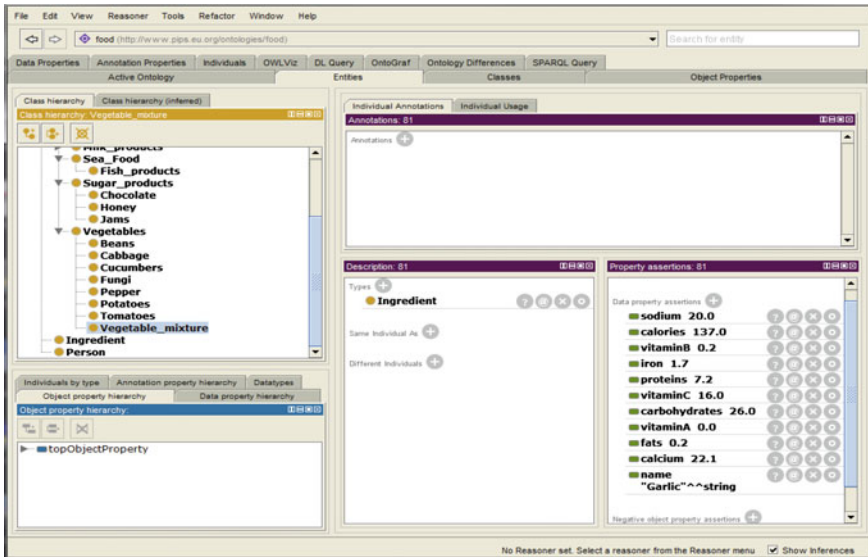 File Edit View Reasoner Tools Refactor Window Help
food (http://www.pips.eu.org/ontologies/food)
Search for entity
Data Properties Annotation Properties Individuals OWLViz DL Query OntoGraf Ontology Differences SPARQL Query
Active Ontology Entities Classes Object Properties
Class hierarchy Class hierarchy (inferred)
Class hierarchy: Vegetable_mixture
Milk_products
Sea_Food
Fish_products
Sugar_products
Chocolate
Honey
Jams
Vegetables
Beans
Cabbage
Cucumbers
Fungi
Pepper
Potatoes
Tomatoes
Vegetable_mixture
Ingredient
Person
Individuals by type Annotation property hierarchy Datatypes
Object property hierarchy Data property hierarchy
Object property hierarchy:
topObjectProperty
Individual Annotations Individual Usage
Annotations: 81
Annotations
Description: 81
Types
Ingredient
Same Individual As
Different Individuals
Property assertions: 81
Data property assertions
sodium 20.0
calories 137.0
vitaminB 0.2
iron 1.7
proteins 7.2
vitaminC 16.0
carbohydrates 26.0
vitaminA 0.0
fats 0.2
calcium 22.1
name
"Garlic"^^string
Negative object property assertions
No Reasoner set. Select a reasoner from the Reasoner menu Show Inferences